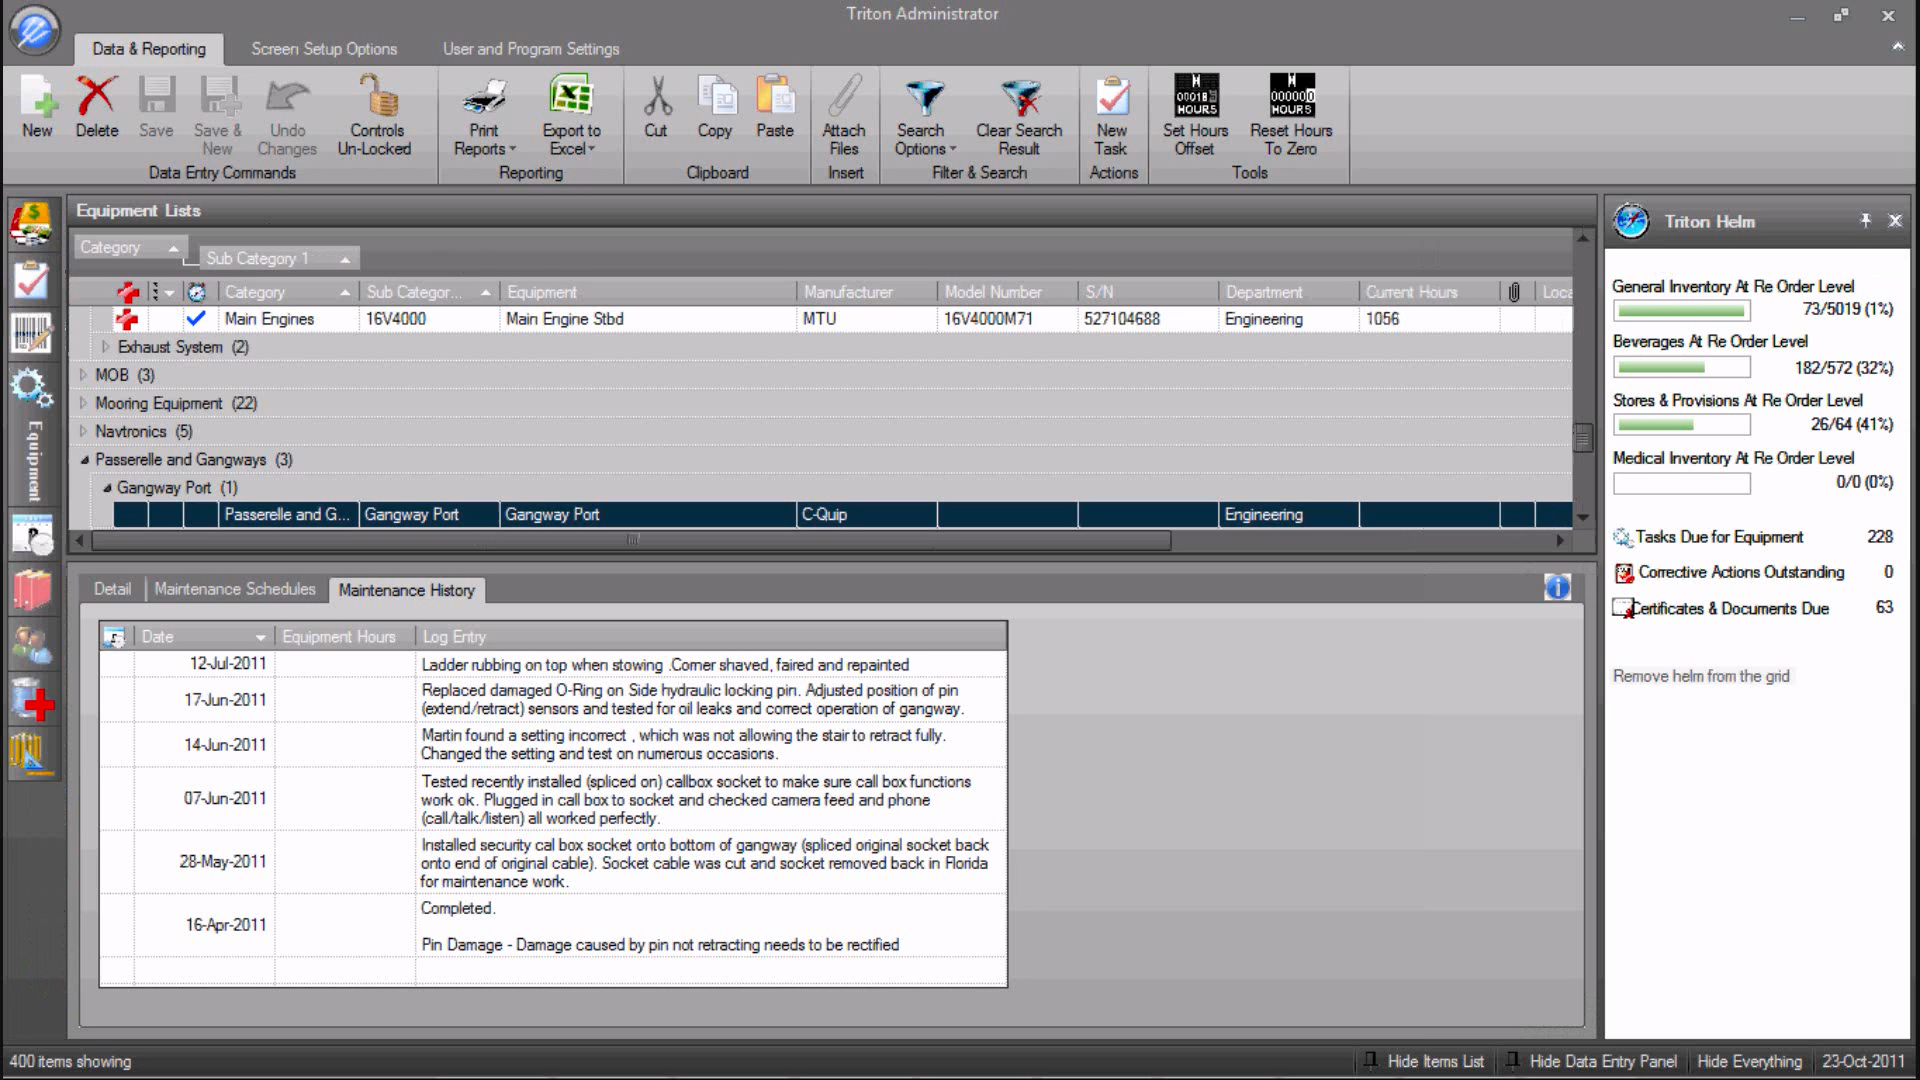 Triton Administrator
Data & Reporting
Screen Setup Options
User and Program Settings
New
Delete
Save
Save &
New
Undo
Changes
Controls
Un-Locked
Print
Reports
Export to
Excel
Cut
Copy
Paste
Attach
Files
Search
Options
Clear Search
Result
New
Task
HOURS
Set Hours
Offset
000000
HOURS
Reset Hours
To Zero
Data Entry Commands
Reporting
Clipboard
Insert
Filter & Search
Actions
Tools
Equipment Lists
Category
Sub Category 1
Category
Sub Categor...
Equipment
Manufacturer
Model Number
S/N
Department
Current Hours
Loca
Main Engines
16V4000
Main Engine Stbd
MTU
16V4000M71
527104688
Engineering
1056
Exhaust System (2)
MOB (3)
Mooring Equipment (22)
Navtronics (5)
Passerelle and Gangways (3)
Gangway Port (1)
Passerelle and G...
Gangway Port
Gangway Port
C-Quip
Engineering
Equipment
Detail
Maintenance Schedules
Maintenance History
Date
Equipment Hours
Log Entry
12-Jul-2011
Ladder rubbing on top when stowing .Corner shaved, faired and repainted
17-Jun-2011
Replaced damaged O-Ring on Side hydraulic locking pin. Adjusted position of pin
(extend/retract) sensors and tested for oil leaks and correct operation of gangway.
14-Jun-2011
Martin found a setting incorrect , which was not allowing the stair to retract fully.
Changed the setting and test on numerous occasions.
07-Jun-2011
Tested recently installed (spliced on) callbox socket to make sure call box functions
work ok. Plugged in call box to socket and checked camera feed and phone
(call/talk/listen) all worked perfectly.
28-May-2011
Installed security cal box socket onto bottom of gangway (spliced original socket back
onto end of original cable). Socket cable was cut and socket removed back in Florida
for maintenance work.
16-Apr-2011
Completed.
Pin Damage - Damage caused by pin not retracting needs to be rectified
Triton Helm
General Inventory At Re Order Level
73/5019 (1%)
Beverages At Re Order Level
182/572 (32%)
Stores & Provisions At Re Order Level
26/64 (41%)
Medical Inventory At Re Order Level
0/0 (0%)
Tasks Due for Equipment 228
Corrective Actions Outstanding 0
Certificates & Documents Due 63
Remove helm from the grid
400 items showing
Hide Items List
Hide Data Entry Panel
Hide Everything
23-Oct-2011